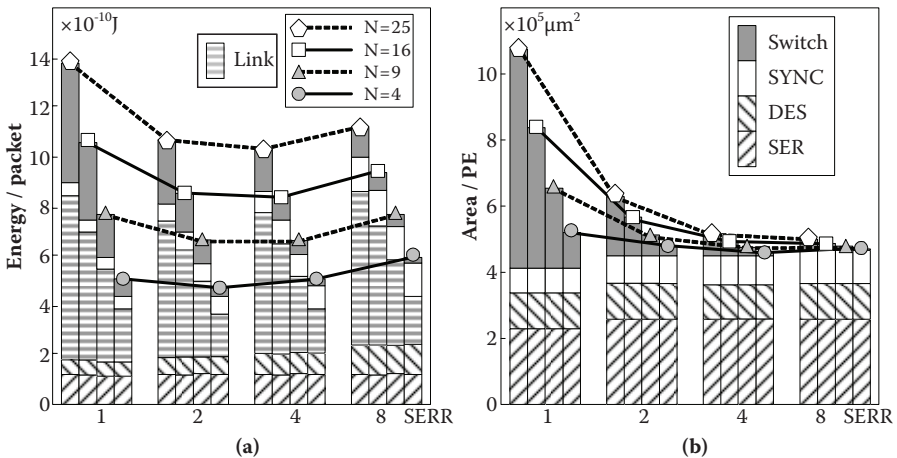 ×10⁻¹⁰J
Energy / packet
14
12
10
8
6
4
2
0
Link
N=25
N=16
N=9
N=4
1 2 4 8 SERR
(a)
×10⁵μm²
Area / PE
10
8
6
4
2
0
Switch
SYNC
DES
SER
1 2 4 8 SERR
(b)